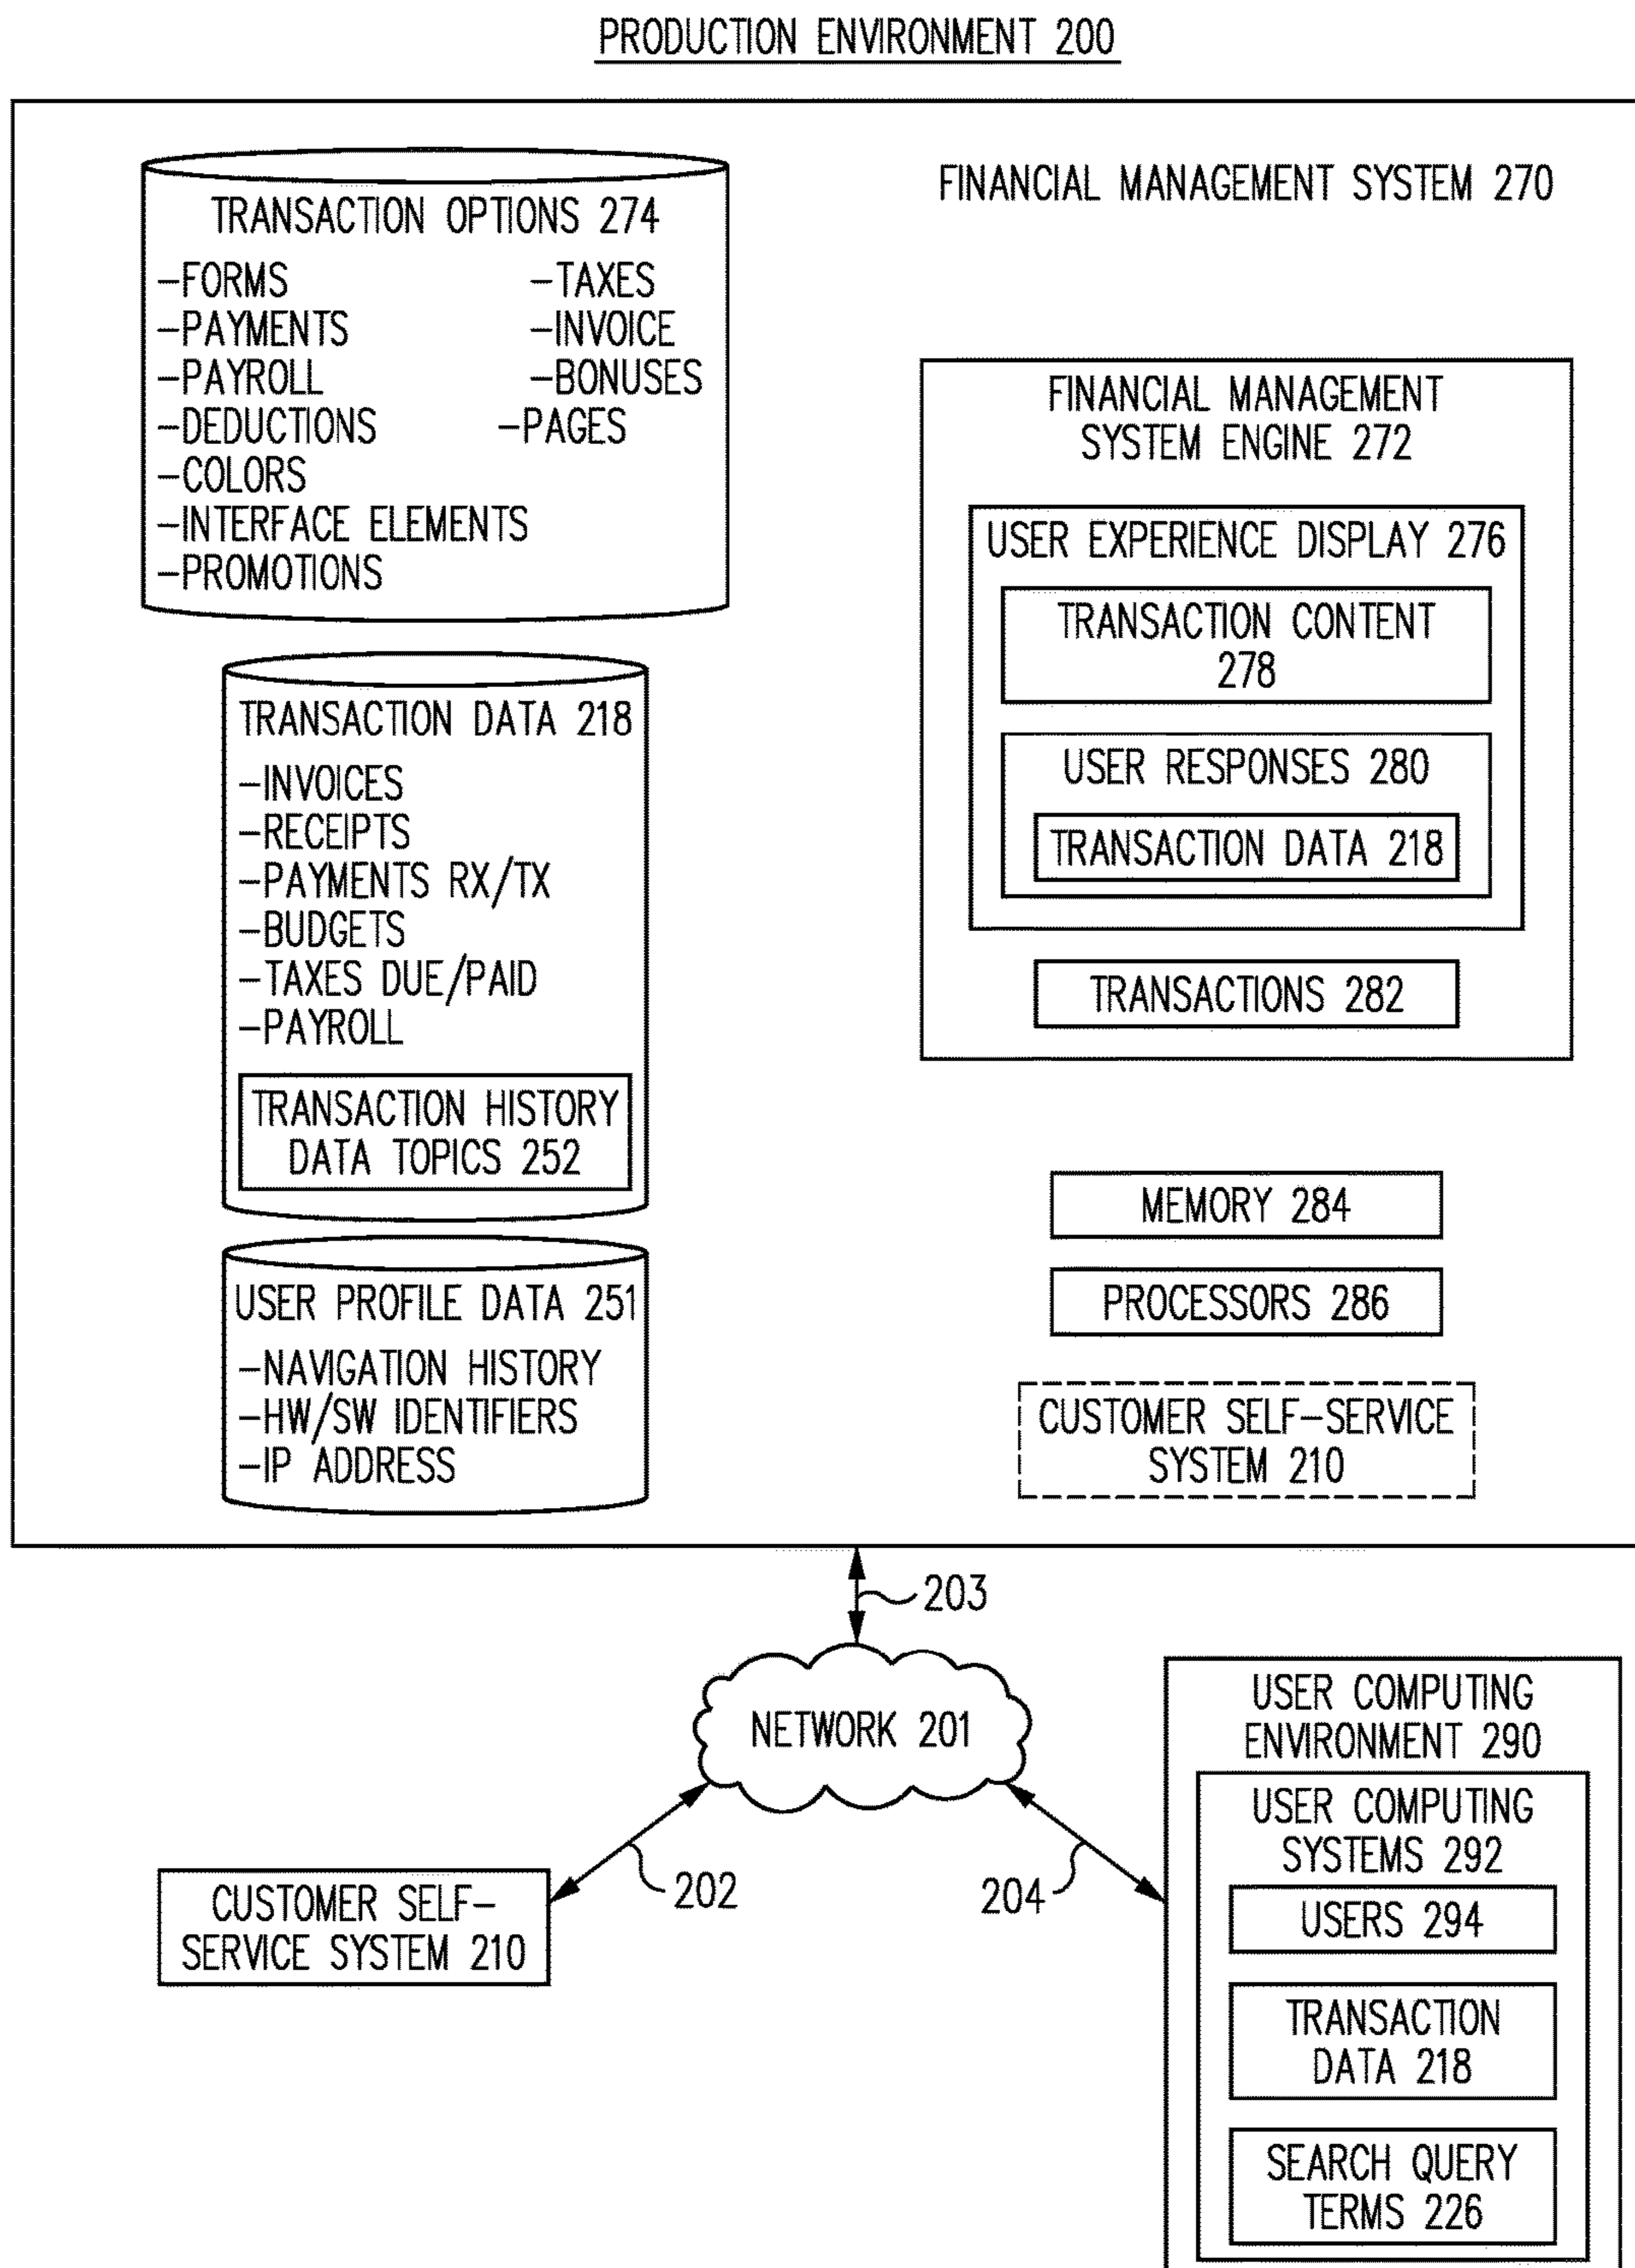 PRODUCTION ENVIRONMENT 200
FINANCIAL MANAGEMENT SYSTEM 270
TRANSACTION OPTIONS 274
-FORMS
-PAYMENTS
-PAYROLL
-DEDUCTIONS
-COLORS
-INTERFACE ELEMENTS
-PROMOTIONS
-TAXES
-INVOICE
-BONUSES
-PAGES
TRANSACTION DATA 218
-INVOICES
-RECEIPTS
-PAYMENTS RX/TX
-BUDGETS
-TAXES DUE/PAID
-PAYROLL
TRANSACTION HISTORY
DATA TOPICS 252
USER PROFILE DATA 251
-NAVIGATION HISTORY
-HW/SW IDENTIFIERS
-IP ADDRESS
FINANCIAL MANAGEMENT
SYSTEM ENGINE 272
USER EXPERIENCE DISPLAY 276
TRANSACTION CONTENT
278
USER RESPONSES 280
TRANSACTION DATA 218
TRANSACTIONS 282
MEMORY 284
PROCESSORS 286
CUSTOMER SELF-SERVICE
SYSTEM 210
203
NETWORK 201
202
204
CUSTOMER SELF-
SERVICE SYSTEM 210
USER COMPUTING
ENVIRONMENT 290
USER COMPUTING
SYSTEMS 292
USERS 294
TRANSACTION
DATA 218
SEARCH QUERY
TERMS 226